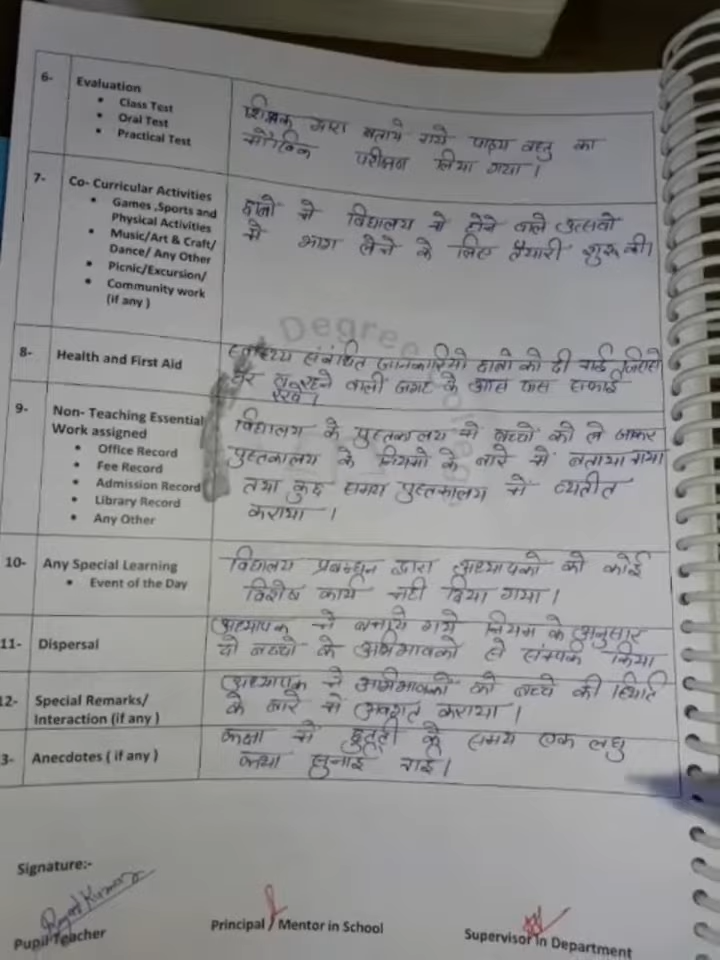 6- Evaluation
• Class Test
• Oral Test
• Practical Test
शिक्षक द्वारा बताये गये पाठ्य वस्तु का
मौखिक परीक्षण लिया गया।
7- Co- Curricular Activities
• Games ,Sports and
Physical Activities
• Music/Art & Craft/
Dance/ Any Other
• Picnic/Excursion/
• Community work
(if any )
छात्रो ने विद्यालय मे होने वाले उत्सवो
मे भाग लेने के लिए तैयारी शुरू की।
Degree
8- Health and First Aid
स्वास्थ्य संबंधित जानकारियो छात्रो को दी गई जिससे
घर व रहने वाली जगह के आस पास सफाई
रखे।
9- Non- Teaching Essential
Work assigned
• Office Record
• Fee Record
• Admission Record
• Library Record
• Any Other
विद्यालय के पुस्तकालय मे बच्चो को ले जाकर
पुस्तकालय के नियमो के बारे मे बताया गया
तथा कुछ समय पुस्तकालय मे व्यतीत
कराया ।
10- Any Special Learning
• Event of the Day
विद्यालय प्रबन्धन द्वारा अध्यापको को कोई
विशेष कार्य नही दिया गया।
11- Dispersal
अध्यापक ने बनाये गये नियम के अनुसार
दो बच्चो के अभिभावको से संम्पर्क किया
12- Special Remarks/
Interaction (if any )
अध्यापक ने अभिभावको को बच्चे की स्थिति
के बारे मे अवगत कराया।
3- Anecdotes ( if any )
कक्षा मे छुट्टी के समय एक लघु
कथा सुनाई गई।
Signature:-
Rajat Kumar
Pupil Teacher
Principal / Mentor in School
Supervisor in Department